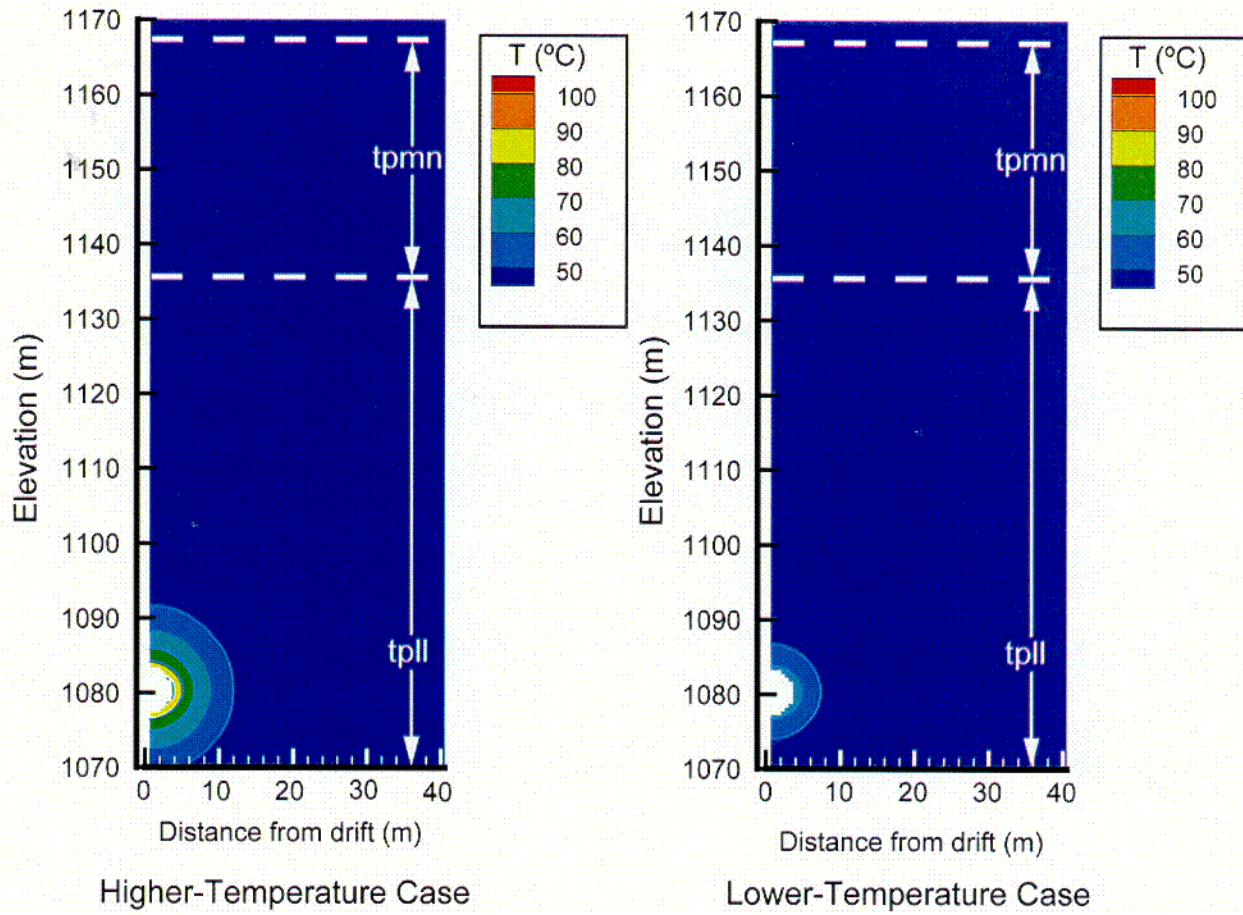 1170
1160
1150
1140
1130
1120
1110
1100
1090
1080
1070
Elevation (m)
0 10 20 30 40
Distance from drift (m)
tpmn
tpll
T (ºC)
100
90
80
70
60
50
Higher-Temperature Case
1170
1160
1150
1140
1130
1120
1110
1100
1090
1080
1070
Elevation (m)
0 10 20 30 40
Distance from drift (m)
tpmn
tpll
T (ºC)
100
90
80
70
60
50
Lower-Temperature Case